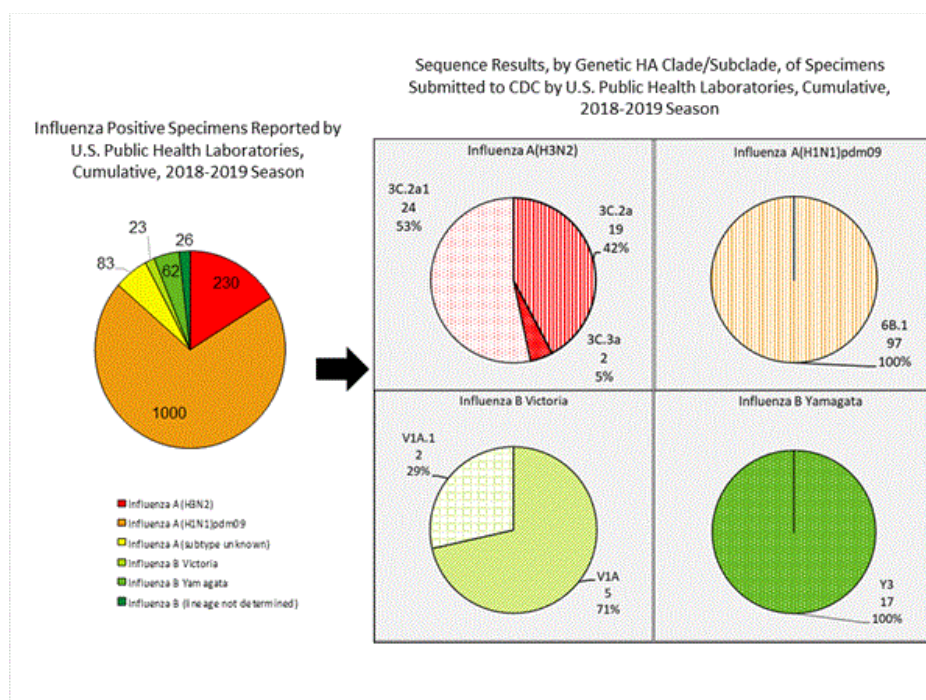 Sequence Results, by Genetic HA Clade/Subclade, of Specimens
Submitted to CDC by U.S. Public Health Laboratories, Cumulative,
2018-2019 Season
Influenza Positive Specimens Reported by
U.S. Public Health Laboratories,
Cumulative, 2018-2019 Season
23
26
83
62
230
1000
Influenza A(H3N2)
Influenza A(H1N1)pdm09
Influenza A(subtype unknown)
Influenza B Victoria
Influenza B Yamagata
Influenza B (lineage not determined)
Influenza A(H3N2)
3C.2a1
24
53%
3C.2a
19
42%
3C.3a
2
5%
Influenza A(H1N1)pdm09
6B.1
97
100%
Influenza B Victoria
V1A.1
2
29%
V1A
5
71%
Influenza B Yamagata
Y3
17
100%